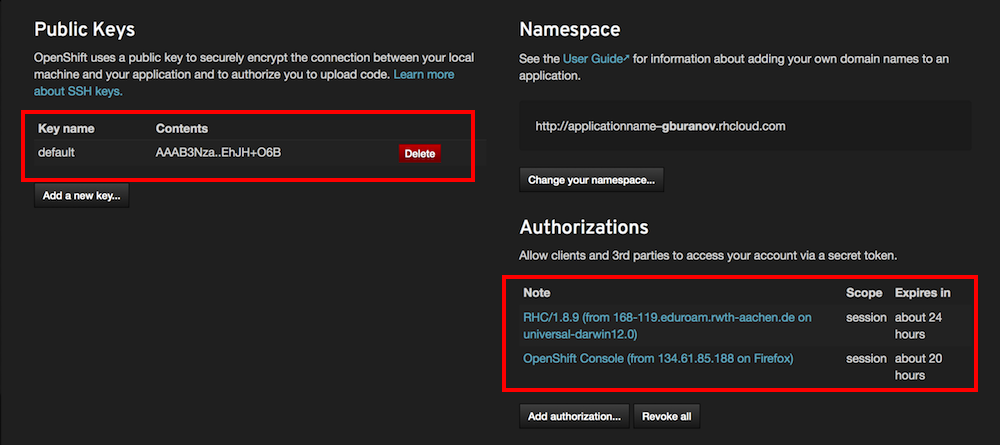 Public Keys
OpenShift uses a public key to securely encrypt the connection between your local
machine and your application and to authorize you to upload code. Learn more
about SSH keys.
Key name Contents
default AAAB3Nza..EhJH+O6B Delete
Add a new key...
Namespace
See the User Guide for information about adding your own domain names to an
application.
http://applicationname–gburanov.rhcloud.com
Change your namespace...
Authorizations
Allow clients and 3rd parties to access your account via a secret token.
Note Scope Expires in
RHC/1.8.9 (from 168-119.eduroam.rwth-aachen.de on session about 24
universal-darwin12.0) hours
OpenShift Console (from 134.61.85.188 on Firefox) session about 20
hours
Add authorization... Revoke all